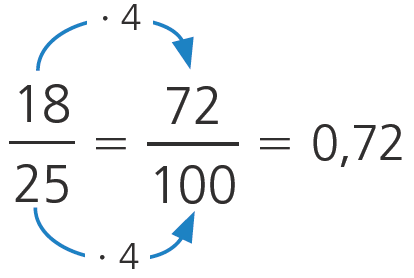 · 4
18/25 = 72/100 = 0,72
· 4